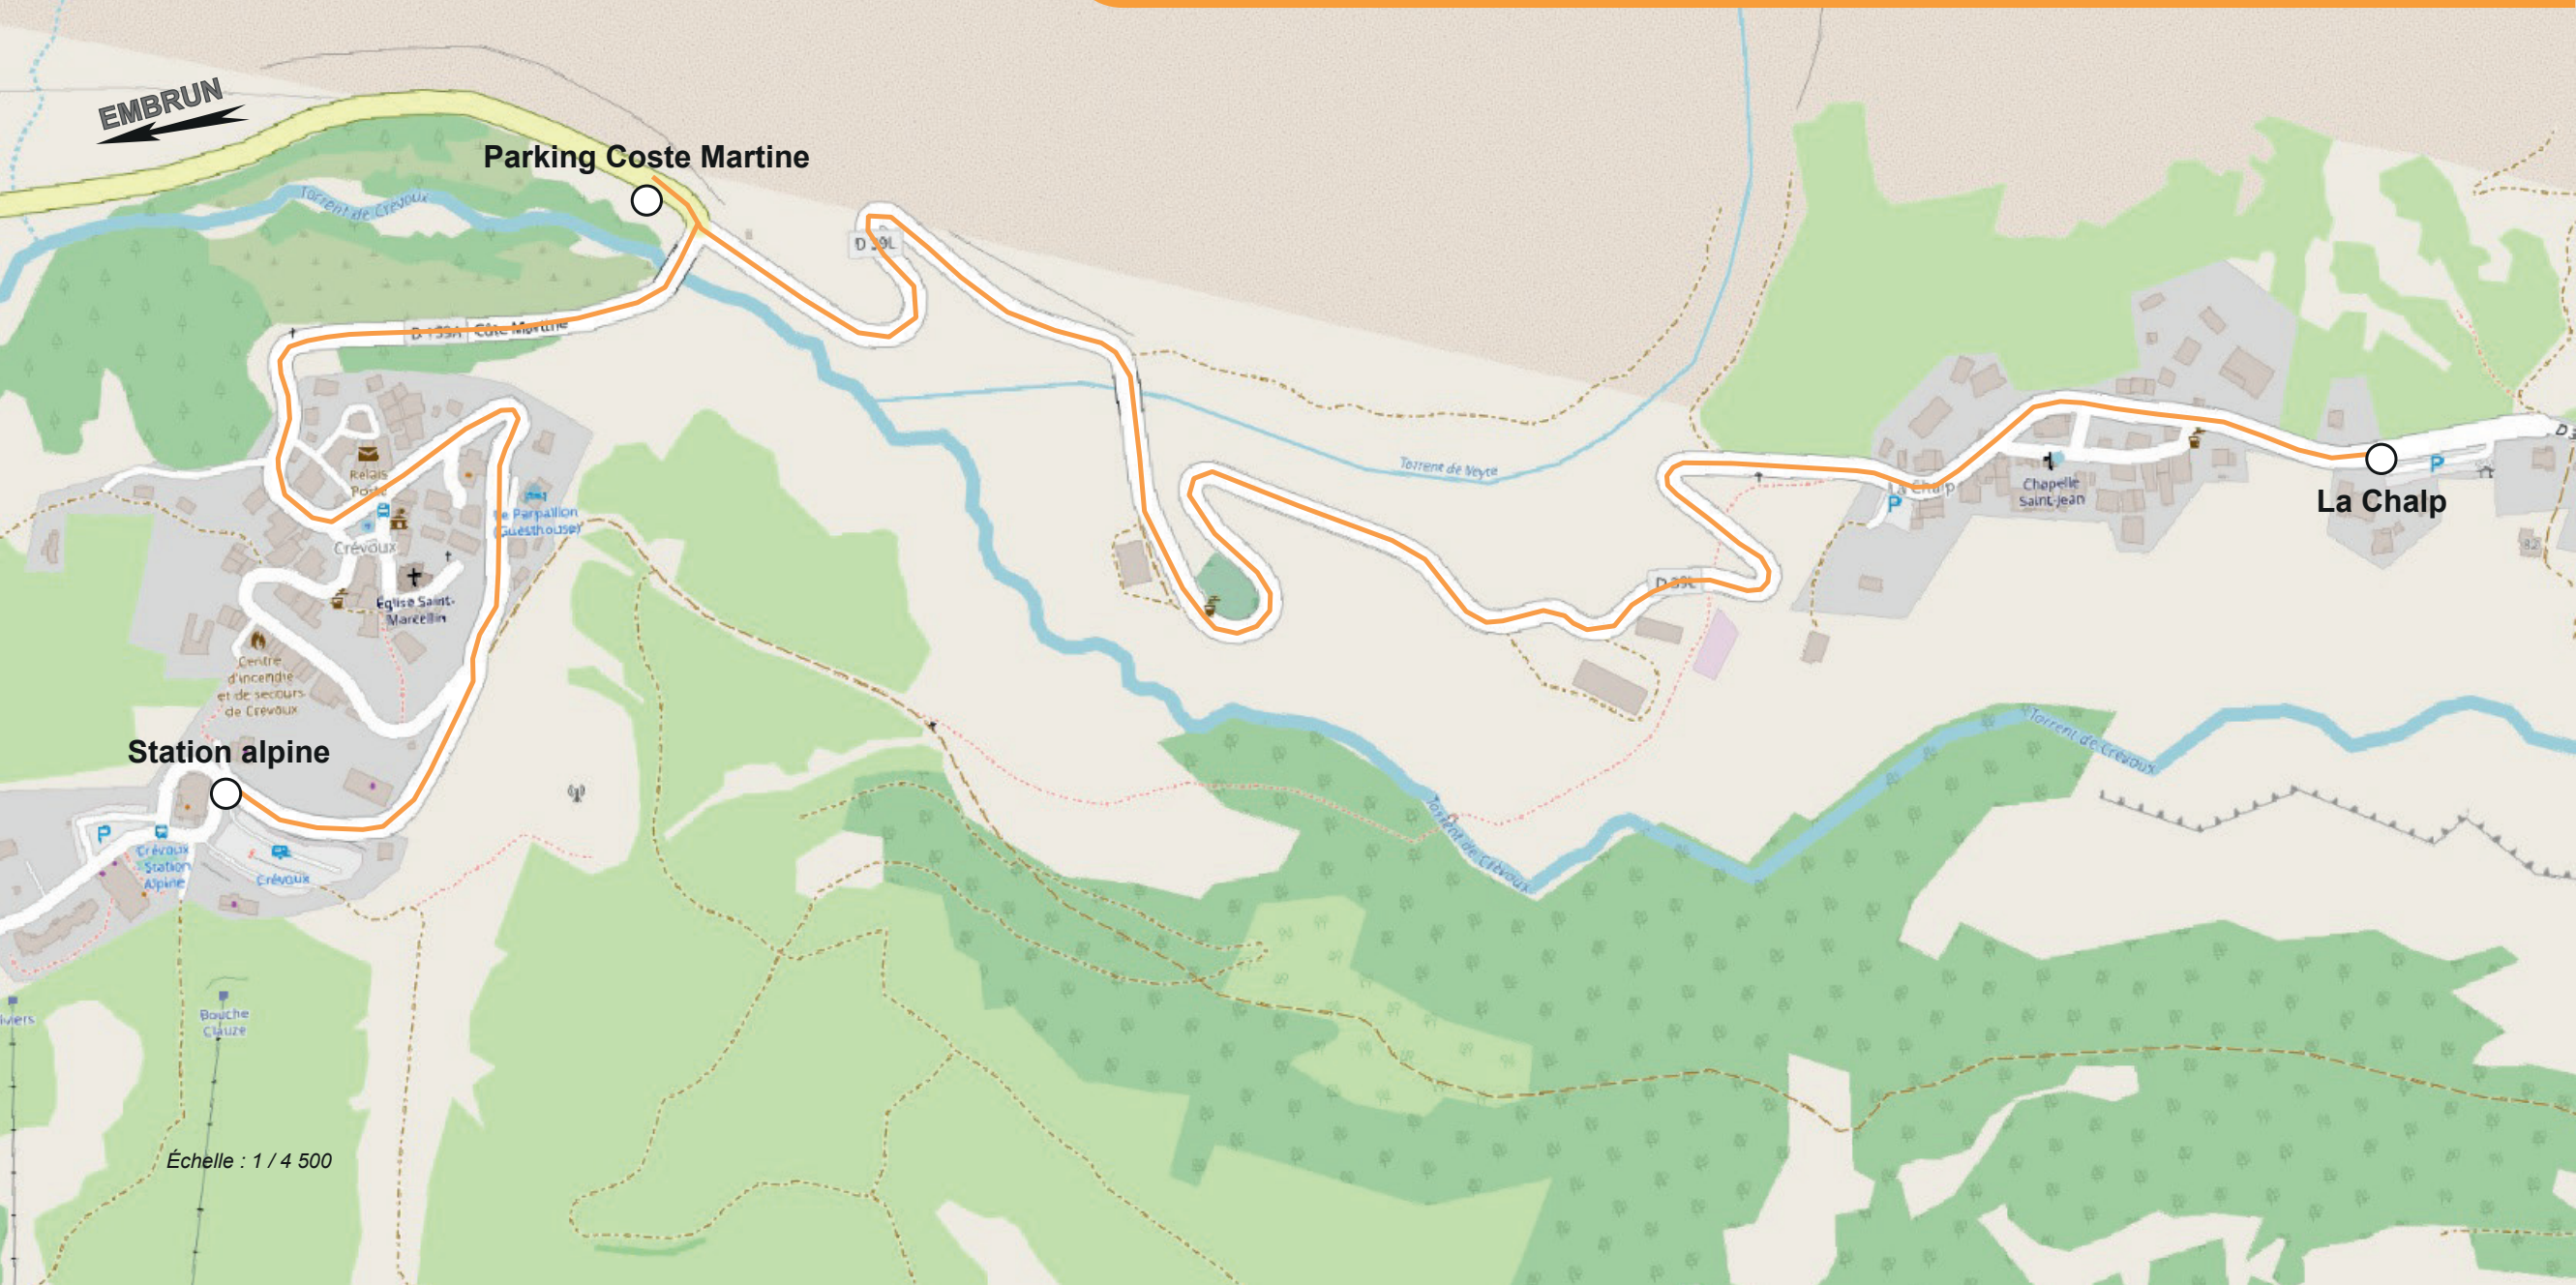 EMBRUN
Parking Coste Martine
Torrent de Crévoux
D 39L
Côte Martine
Relais
Poste
Le Parpaillon
(Guesthouse)
Crévoux
Église Saint-
Marcellin
Centre
d'incendie
et de secours
de Crévoux
Station alpine
P
Crévoux
Station
Alpine
Crévoux
Bouche
Clauze
Échelle : 1 / 4 500
Torrent de Veyte
D 39L
La Chalp
P
Chapelle
Saint-Jean
La Chalp
P
82
Torrent de Crévoux
Torrent de Crévoux